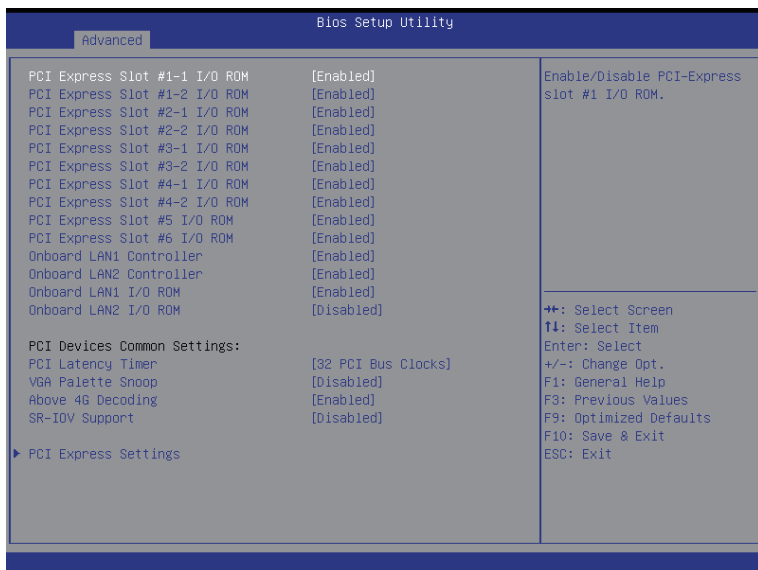 Bios Setup Utility
Advanced
PCI Express Slot #1-1 I/O ROM [Enabled]
PCI Express Slot #1-2 I/O ROM [Enabled]
PCI Express Slot #2-1 I/O ROM [Enabled]
PCI Express Slot #2-2 I/O ROM [Enabled]
PCI Express Slot #3-1 I/O ROM [Enabled]
PCI Express Slot #3-2 I/O ROM [Enabled]
PCI Express Slot #4-1 I/O ROM [Enabled]
PCI Express Slot #4-2 I/O ROM [Enabled]
PCI Express Slot #5 I/O ROM [Enabled]
PCI Express Slot #6 I/O ROM [Enabled]
Onboard LAN1 Controller [Enabled]
Onboard LAN2 Controller [Enabled]
Onboard LAN1 I/O ROM [Enabled]
Onboard LAN2 I/O ROM [Disabled]
PCI Devices Common Settings:
PCI Latency Timer [32 PCI Bus Clocks]
VGA Palette Snoop [Disabled]
Above 4G Decoding [Enabled]
SR-IOV Support [Disabled]
PCI Express Settings
Enable/Disable PCI-Express
slot #1 I/O ROM.
→←: Select Screen
↑↓: Select Item
Enter: Select
+/-: Change Opt.
F1: General Help
F3: Previous Values
F9: Optimized Defaults
F10: Save & Exit
ESC: Exit